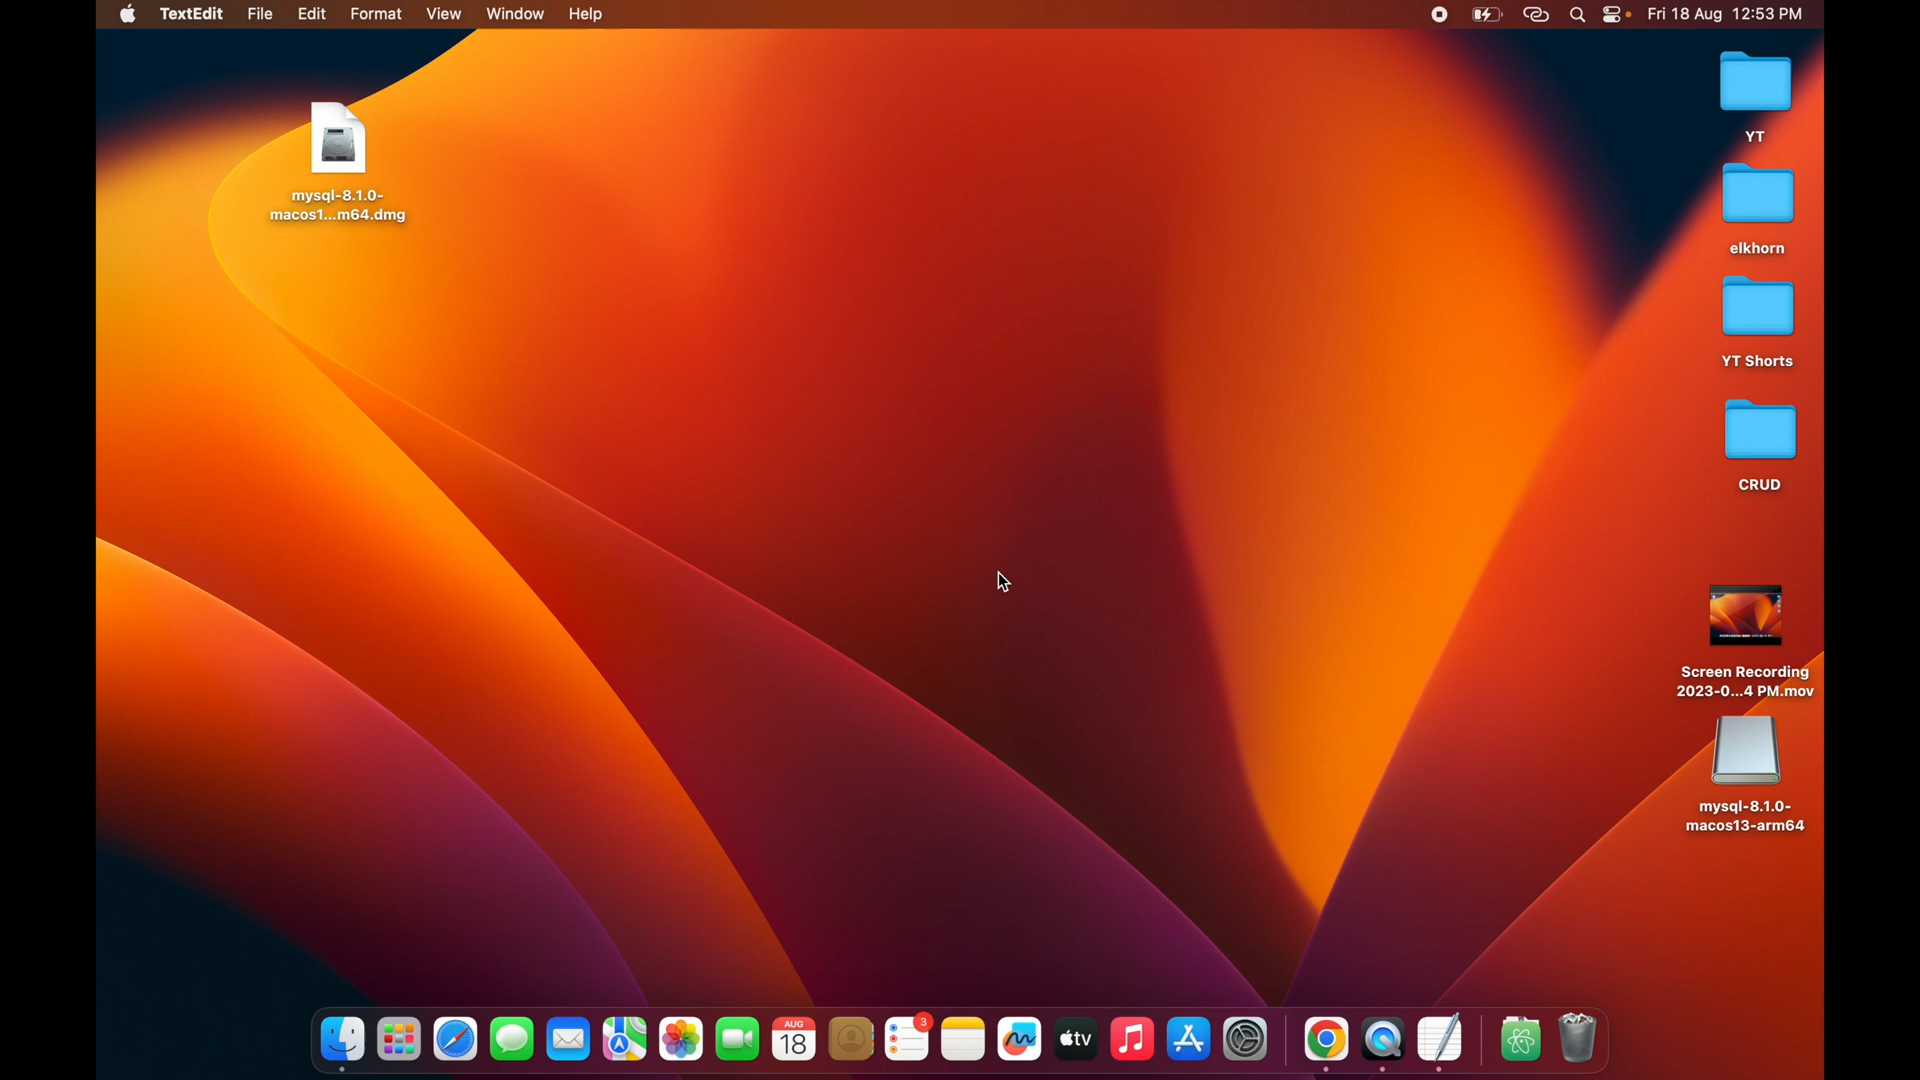 TextEdit File Edit Format View Window Help Fri 18 Aug 12:53 PM
mysql-8.1.0-
macos1...m64.dmg
YT
elkhorn
YT Shorts
CRUD
Screen Recording
2023-0...4 PM.mov
mysql-8.1.0-
macos13-arm64
AUG
18
3
tv